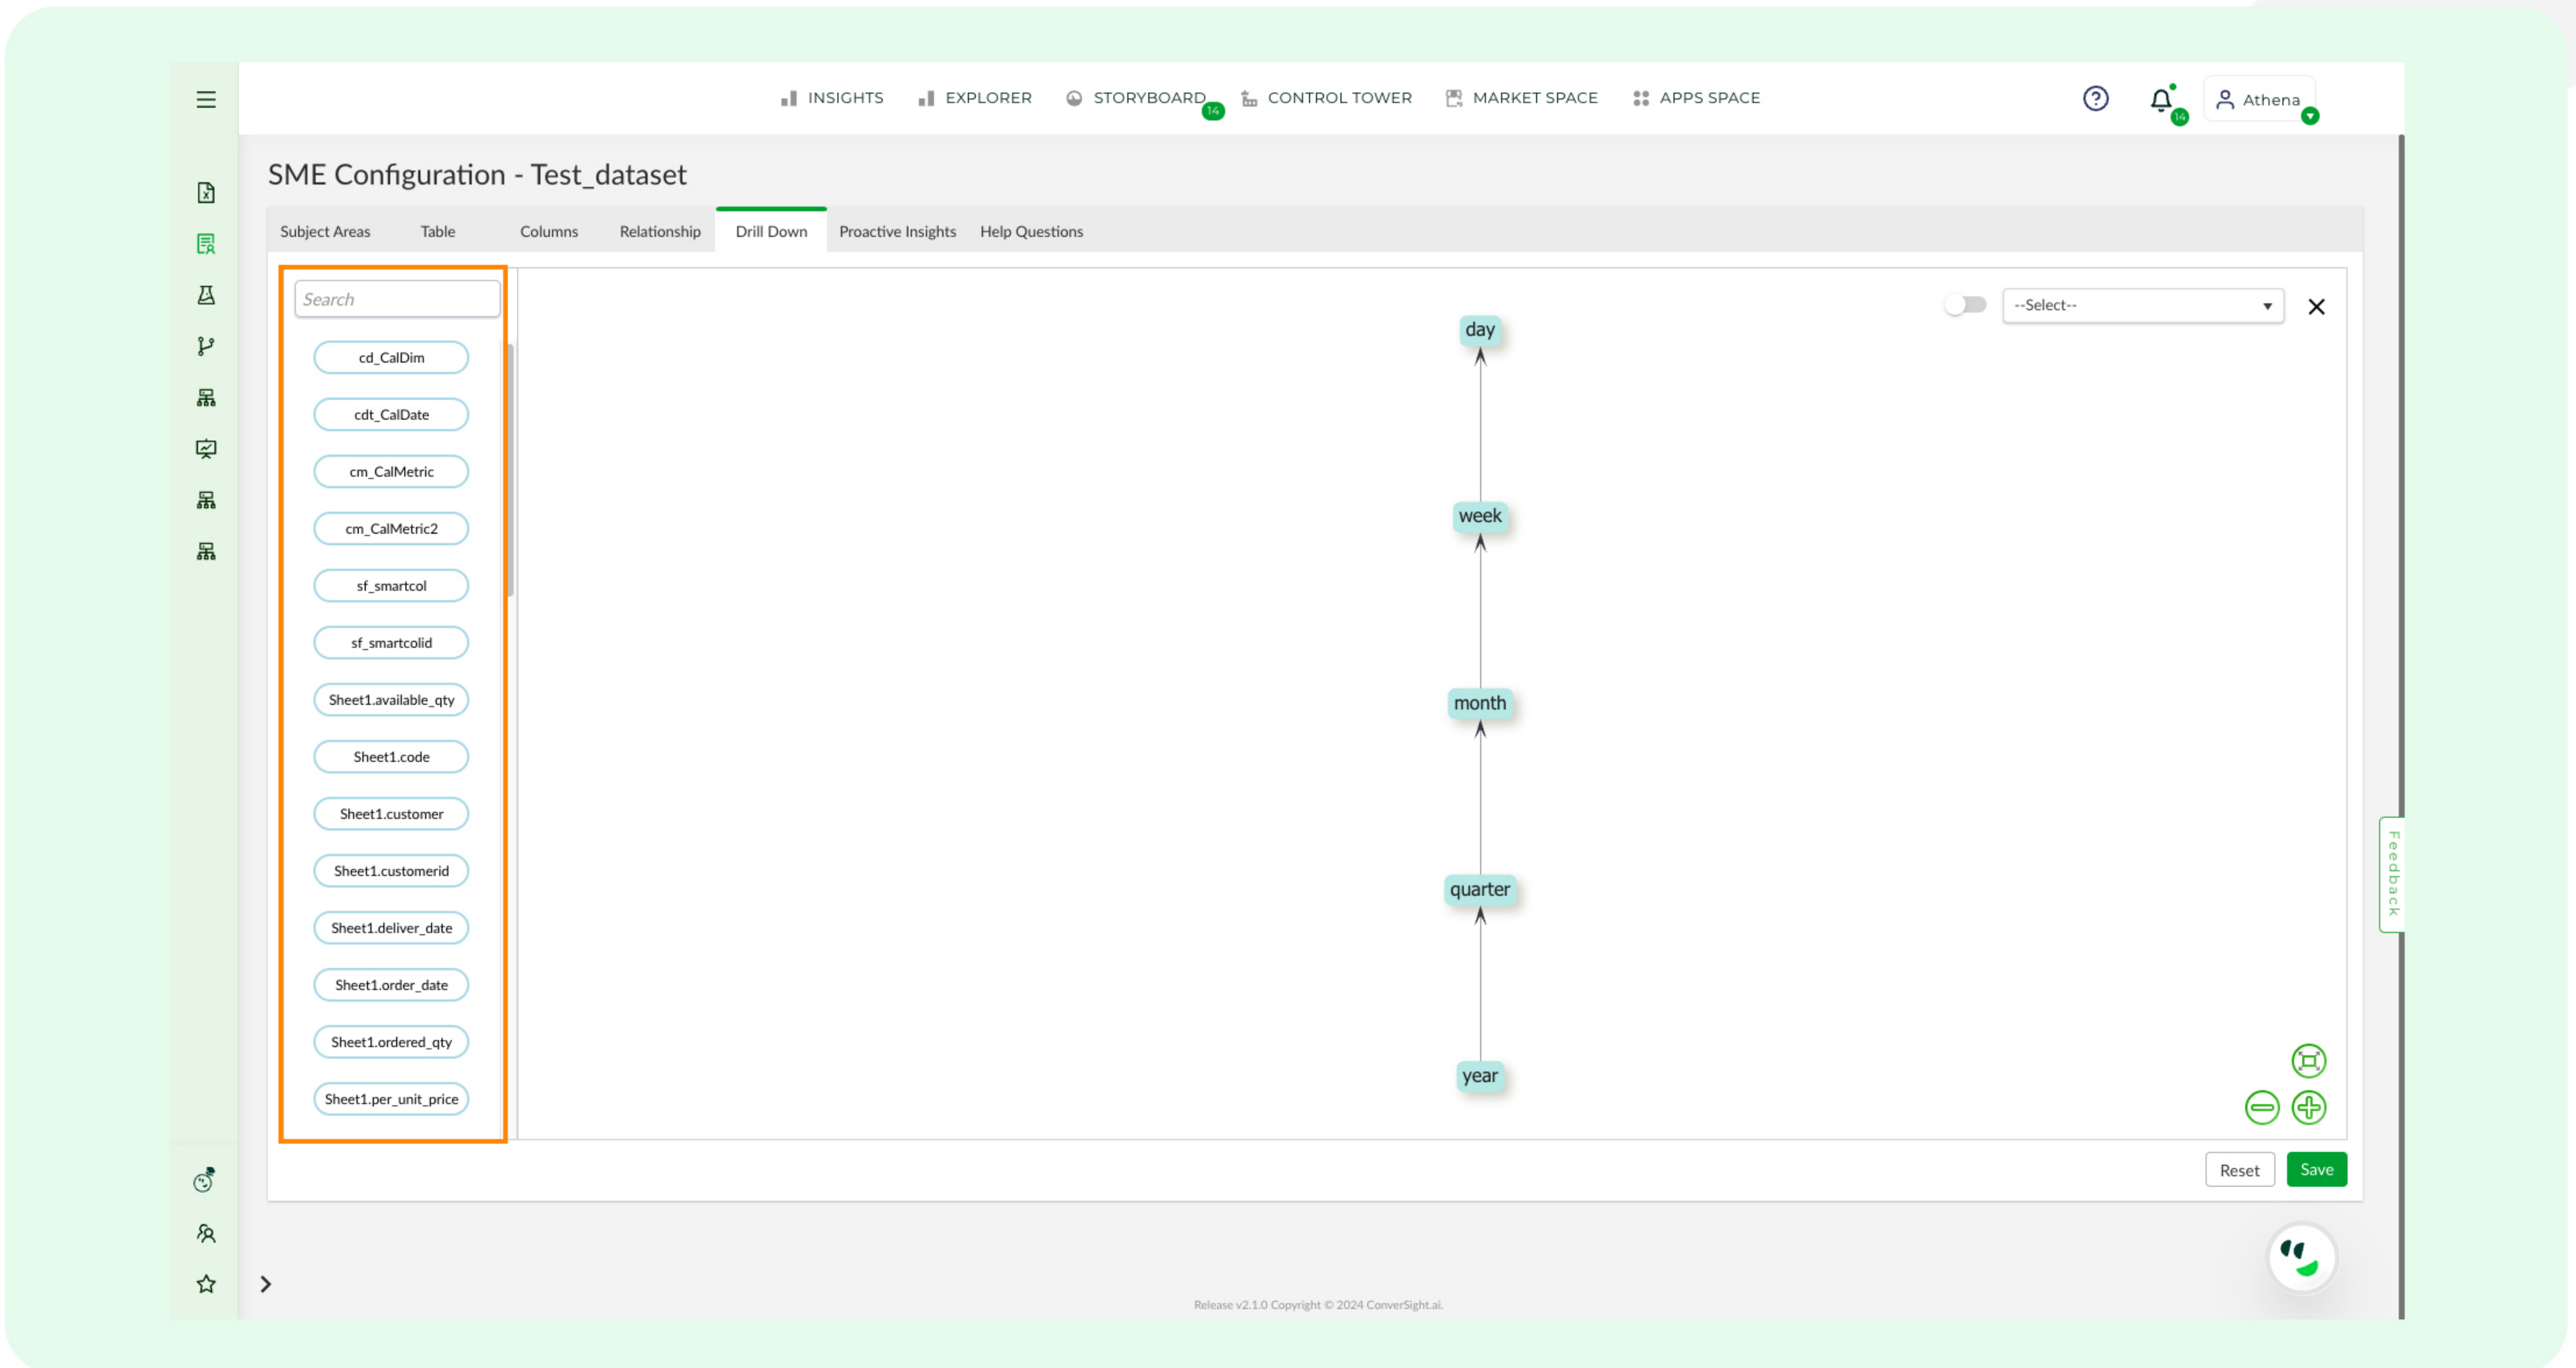 INSIGHTS EXPLORER STORYBOARD 14 CONTROL TOWER MARKET SPACE APPS SPACE ? 14 Athena
SME Configuration - Test_dataset
Subject Areas Table Columns Relationship Drill Down Proactive Insights Help Questions
Search
--Select--
cd_CalDim
cdt_CalDate
cm_CalMetric
cm_CalMetric2
sf_smartcol
sf_smartcolid
Sheet1.available_qty
Sheet1.code
Sheet1.customer
Sheet1.customerid
Sheet1.deliver_date
Sheet1.order_date
Sheet1.ordered_qty
Sheet1.per_unit_price
day
week
month
quarter
year
Feedback
Reset Save
Release v2.1.0 Copyright © 2024 ConverSight.ai.